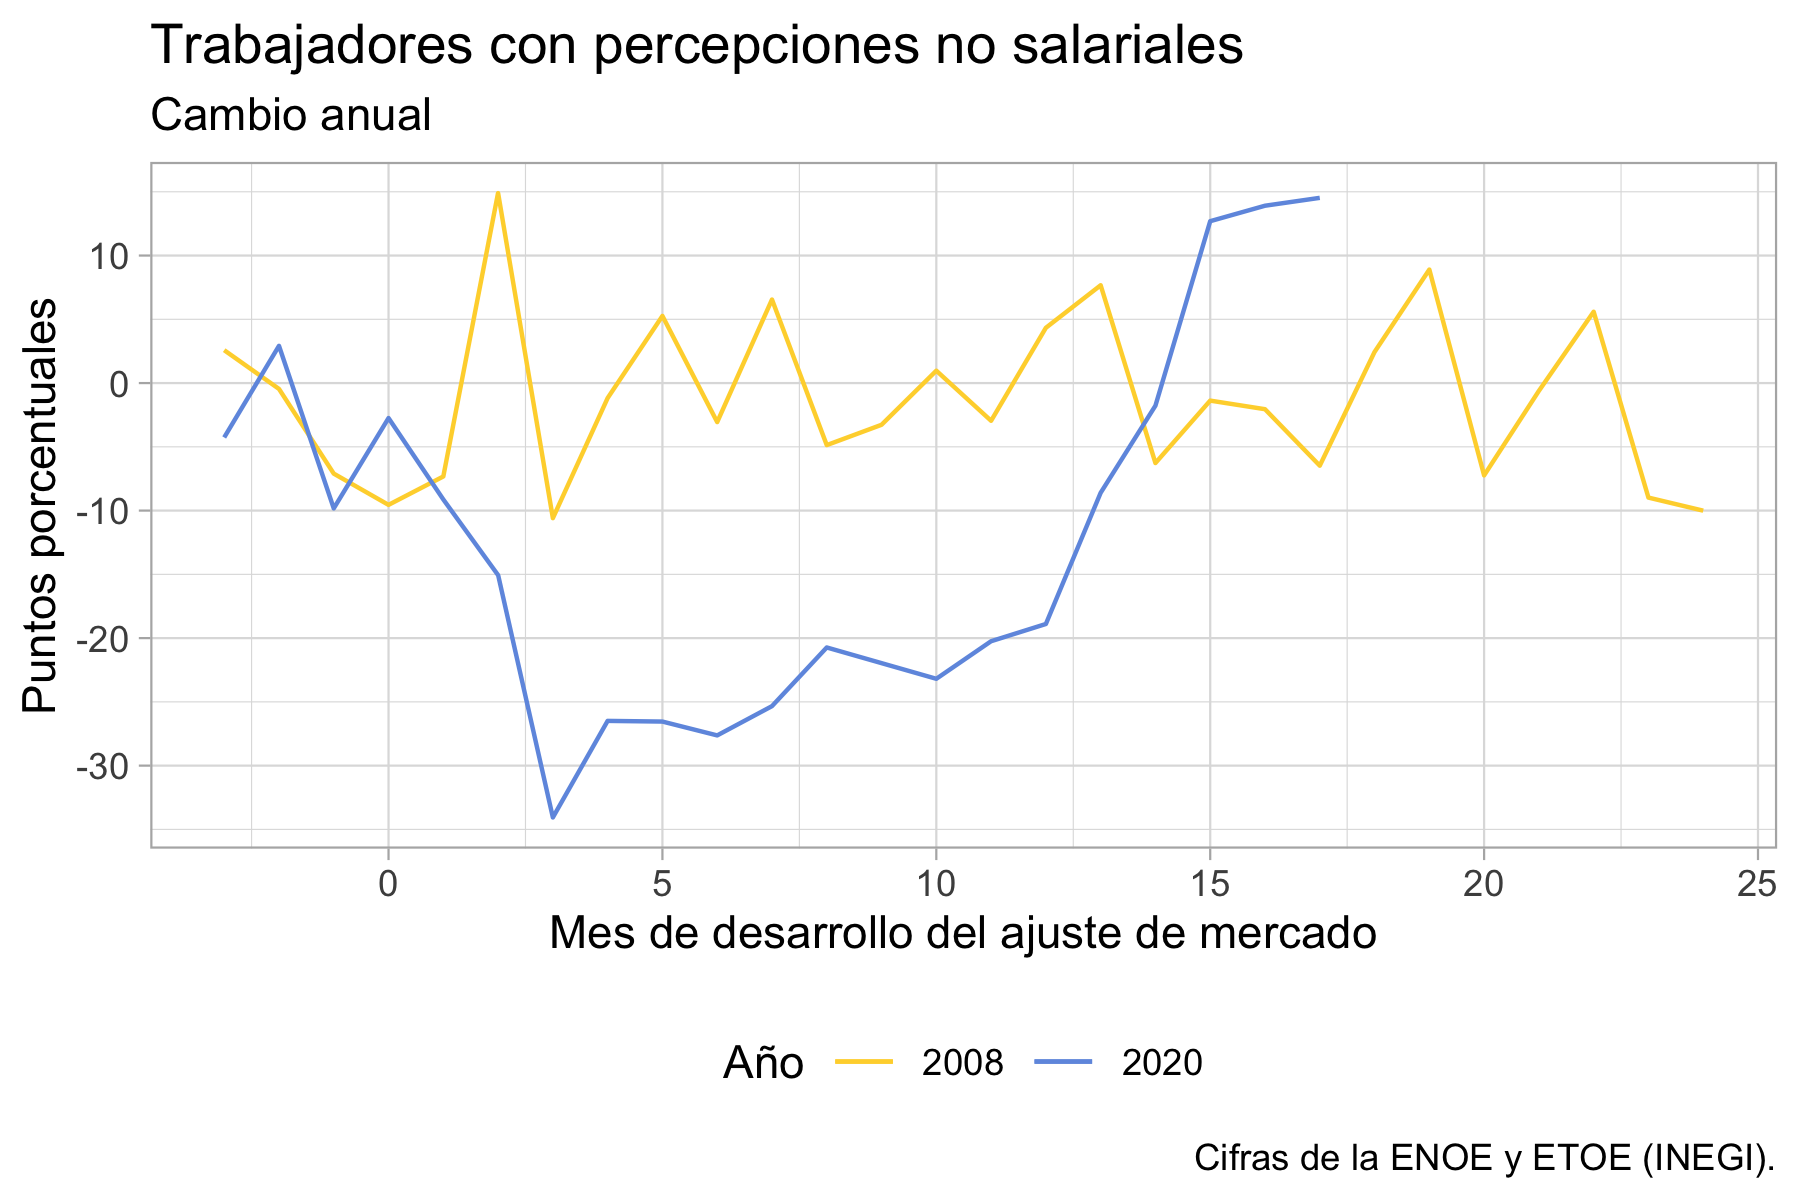 Trabajadores con percepciones no salariales
Cambio anual
Puntos porcentuales
10
0
-10
-20
-30
0 5 10 15 20 25
Mes de desarrollo del ajuste de mercado
Año 2008 2020
Cifras de la ENOE y ETOE (INEGI).